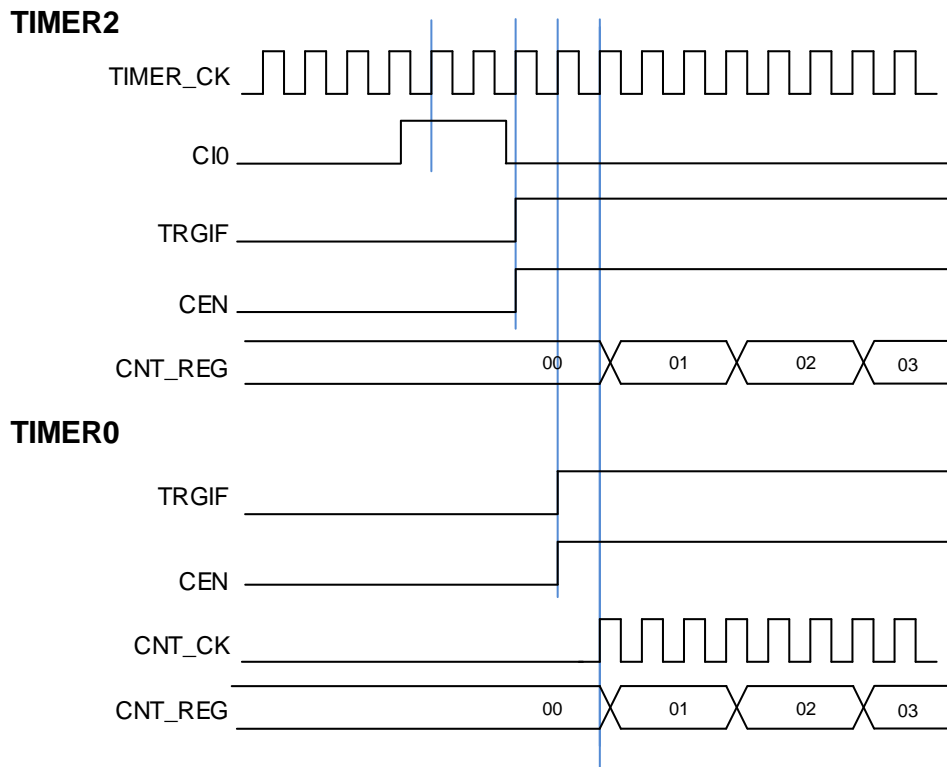 TIMER2
TIMER_CK
CI0
TRGIF
CEN
CNT_REG 00 01 02 03
TIMER0
TRGIF
CEN
CNT_CK
CNT_REG 00 01 02 03